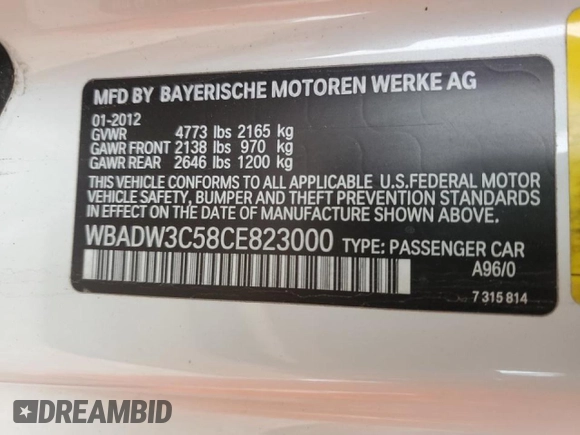 MFD BY BAYERISCHE MOTOREN WERKE AG
01-2012
GVWR 4773 lbs 2165 kg
GAWR FRONT 2138 lbs 970 kg
GAWR REAR 2646 lbs 1200 kg
THIS VEHICLE CONFORMS TO ALL APPLICABLE U.S.FEDERAL MOTOR
VEHICLE SAFETY, BUMPER AND THEFT PREVENTION STANDARDS
IN EFFECT ON THE DATE OF MANUFACTURE SHOWN ABOVE.
WBADW3C58CE823000 TYPE: PASSENGER CAR
A96/0
7 315 814
DREAMBID